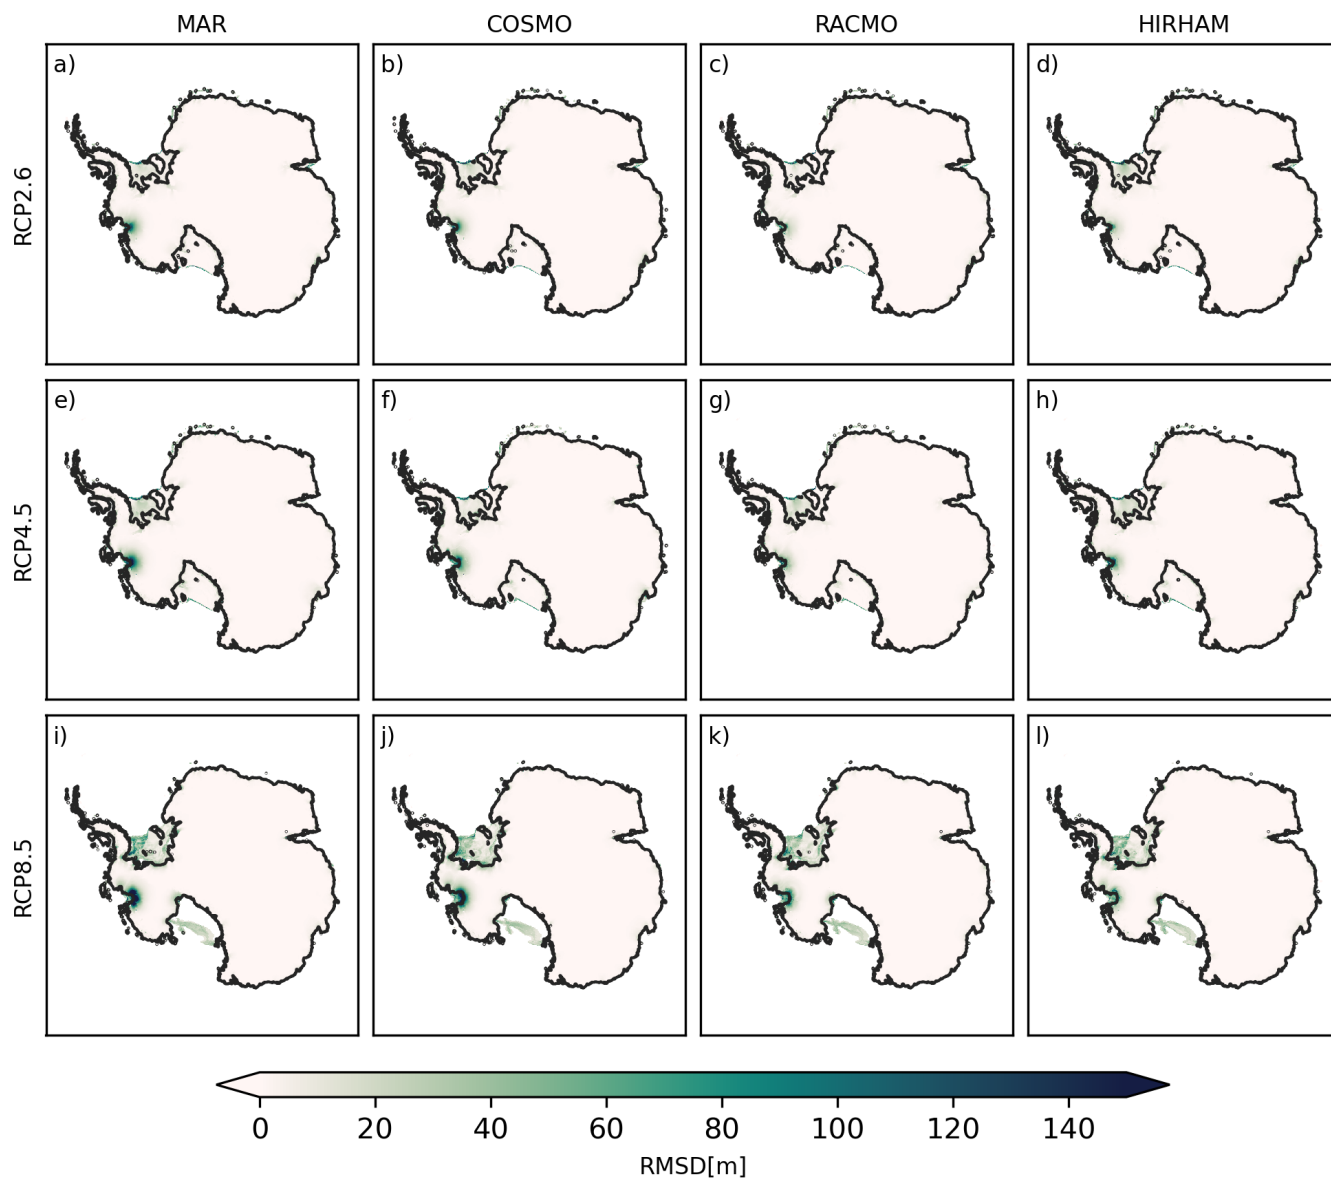 MAR COSMO RACMO HIRHAM
RCP2.6
a) b) c) d)
RCP4.5
e) f) g) h)
RCP8.5
i) j) k) l)
0 20 40 60 80 100 120 140
RMSD[m]